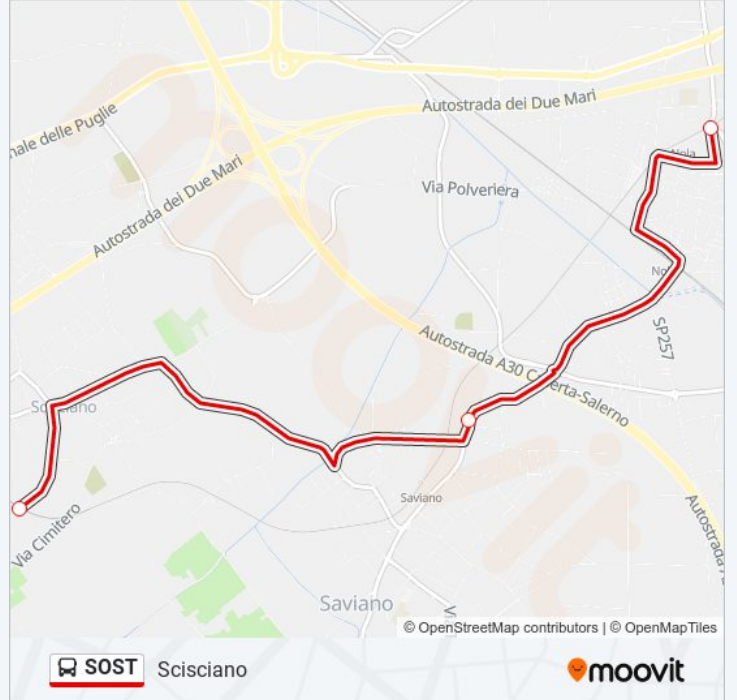 Autostrada dei Due Mari
nale delle Puglie
Nola
Autostrada dei Due Mari
Via Polveriera
SP257
Autostrada A30 Caserta-Salerno
Saviano
Autostrada A
Via Cimitero
Saviano
© OpenStreetMap contributors | © OpenMapTiles
SOST Scisciano
moovit